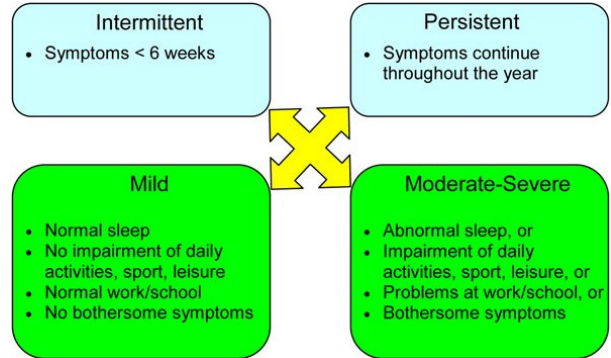 Intermittent
• Symptoms < 6 weeks
Persistent
• Symptoms continue
throughout the year
Mild
• Normal sleep
• No impairment of daily
activities, sport, leisure
• Normal work/school
• No bothersome symptoms
Moderate-Severe
• Abnormal sleep, or
• Impairment of daily
activities, sport, leisure, or
• Problems at work/school, or
• Bothersome symptoms